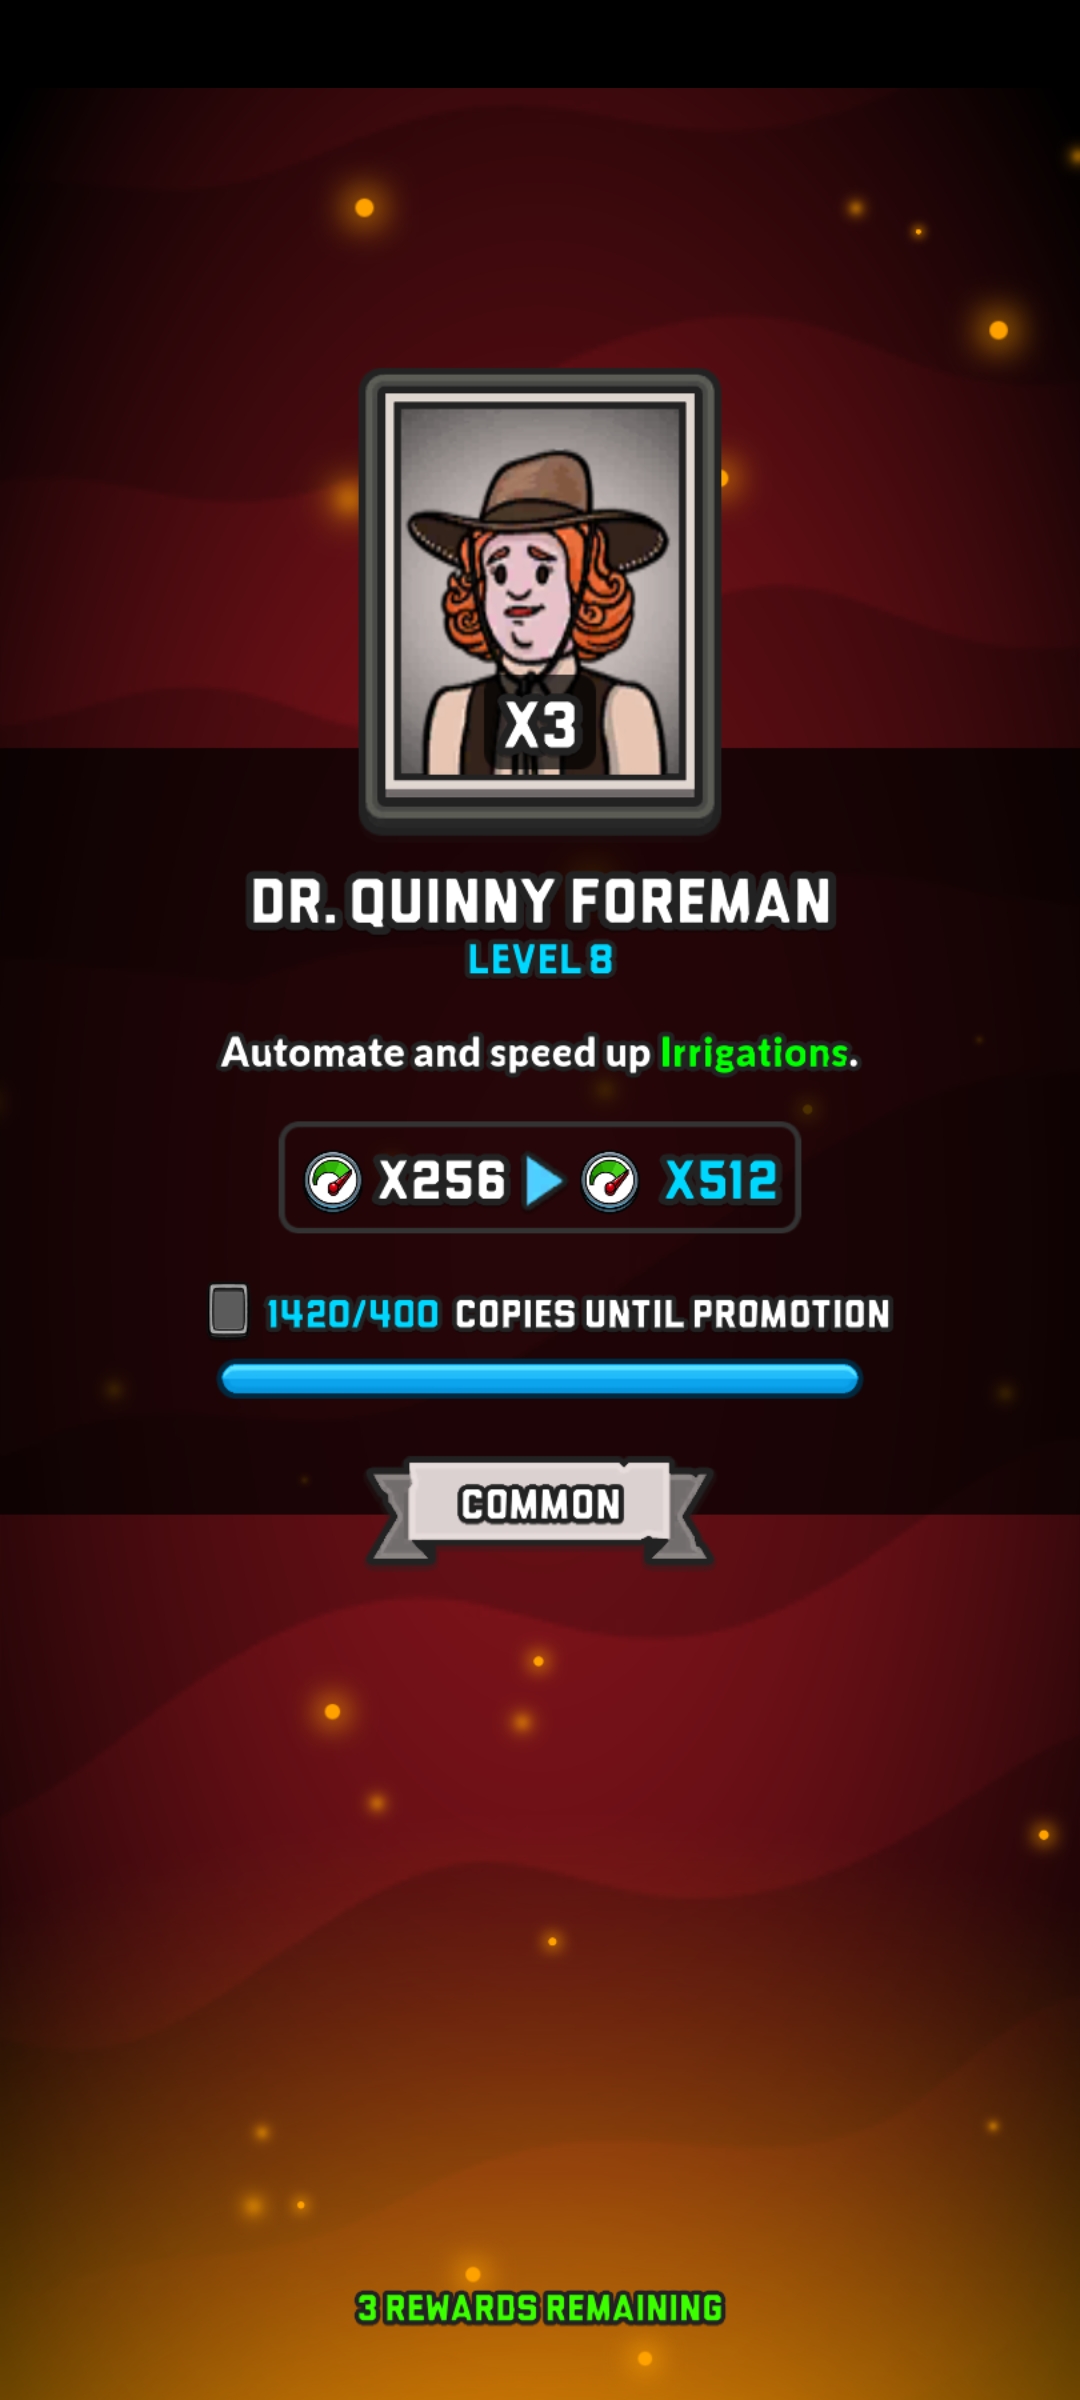 X3
DR. QUINNY FOREMAN
LEVEL 8
Automate and speed up Irrigations.
X256 X512
1420/400 COPIES UNTIL PROMOTION
COMMON
3 REWARDS REMAINING